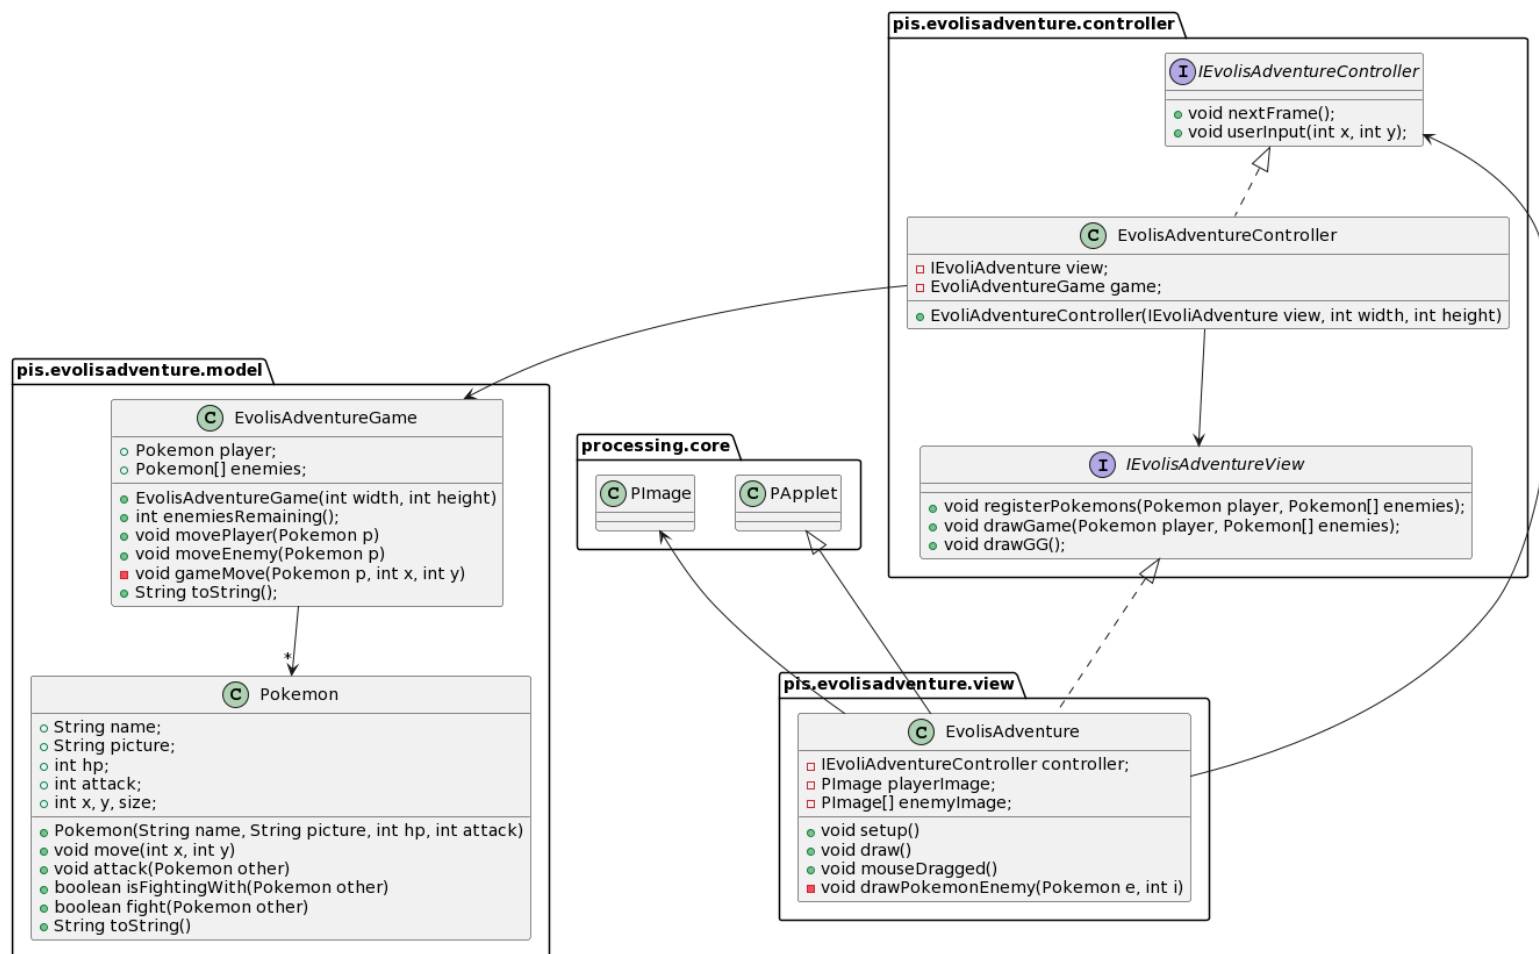 pis.evolisadventure.controller
I IEvolisAdventureController
void nextFrame();
void userInput(int x, int y);
C EvolisAdventureController
IEvoliAdventure view;
EvoliAdventureGame game;
EvoliAdventureController(IEvoliAdventure view, int width, int height)
I IEvolisAdventureView
void registerPokemons(Pokemon player, Pokemon[] enemies);
void drawGame(Pokemon player, Pokemon[] enemies);
void drawGG();
pis.evolisadventure.model
C EvolisAdventureGame
Pokemon player;
Pokemon[] enemies;
EvolisAdventureGame(int width, int height)
int enemiesRemaining();
void movePlayer(Pokemon p)
void moveEnemy(Pokemon p)
void gameMove(Pokemon p, int x, int y)
String toString();
*
C Pokemon
String name;
String picture;
int hp;
int attack;
int x, y, size;
Pokemon(String name, String picture, int hp, int attack)
void move(int x, int y)
void attack(Pokemon other)
boolean isFightingWith(Pokemon other)
boolean fight(Pokemon other)
String toString()
processing.core
C PImage
C PApplet
pis.evolisadventure.view
C EvolisAdventure
IEvoliAdventureController controller;
PImage playerImage;
PImage[] enemyImage;
void setup()
void draw()
void mouseDragged()
void drawPokemonEnemy(Pokemon e, int i)